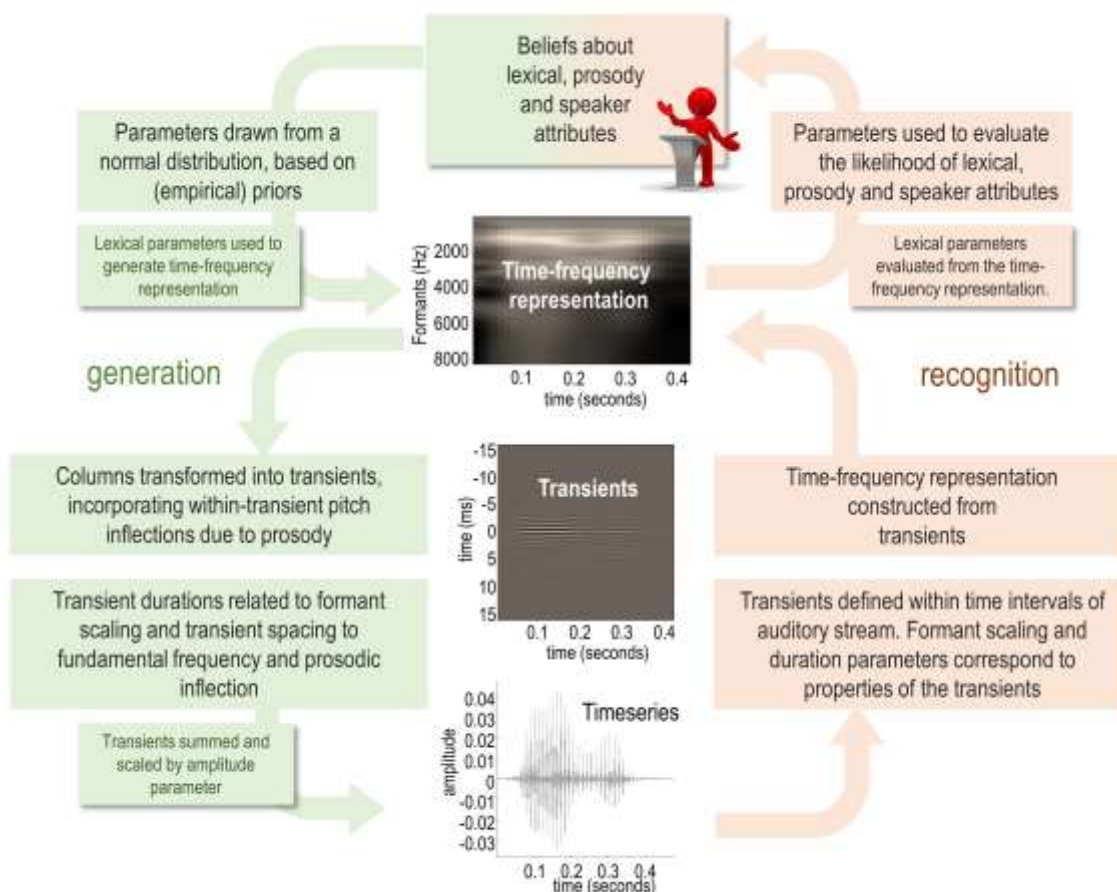 Beliefs about
lexical, prosody
and speaker
attributes
Parameters drawn from a
normal distribution, based on
(empirical) priors
Lexical parameters used to
generate time-frequency
representation
Parameters used to evaluate
the likelihood of lexical,
prosody and speaker attributes
Lexical parameters
evaluated from the time-
frequency representation.
Formants (Hz)
2000
4000
6000
8000
Time-frequency
representation
0.1 0.2 0.3 0.4
time (seconds)
generation
recognition
Columns transformed into transients,
incorporating within-transient pitch
inflections due to prosody
time (ms)
-15
-10
-5
0
5
10
15
Transients
0.1 0.2 0.3 0.4
time (seconds)
Time-frequency representation
constructed from
transients
Transient durations related to formant
scaling and transient spacing to
fundamental frequency and prosodic
inflection
Transients summed and
scaled by amplitude
parameter
Transients defined within time intervals of
auditory stream. Formant scaling and
duration parameters correspond to
properties of the transients
amplitude
0.04
0.03
0.02
0.01
0
-0.01
-0.02
-0.03
Timeseries
0.1 0.2 0.3 0.4
time (seconds)